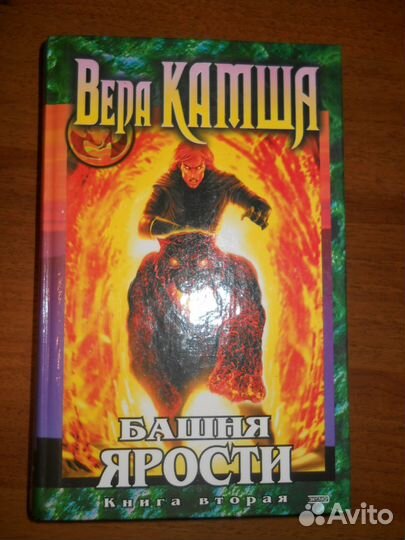 Вера КАМША
БАШНЯ
ЯРОСТИ
Книга вторая
ЭКСМО
Avito